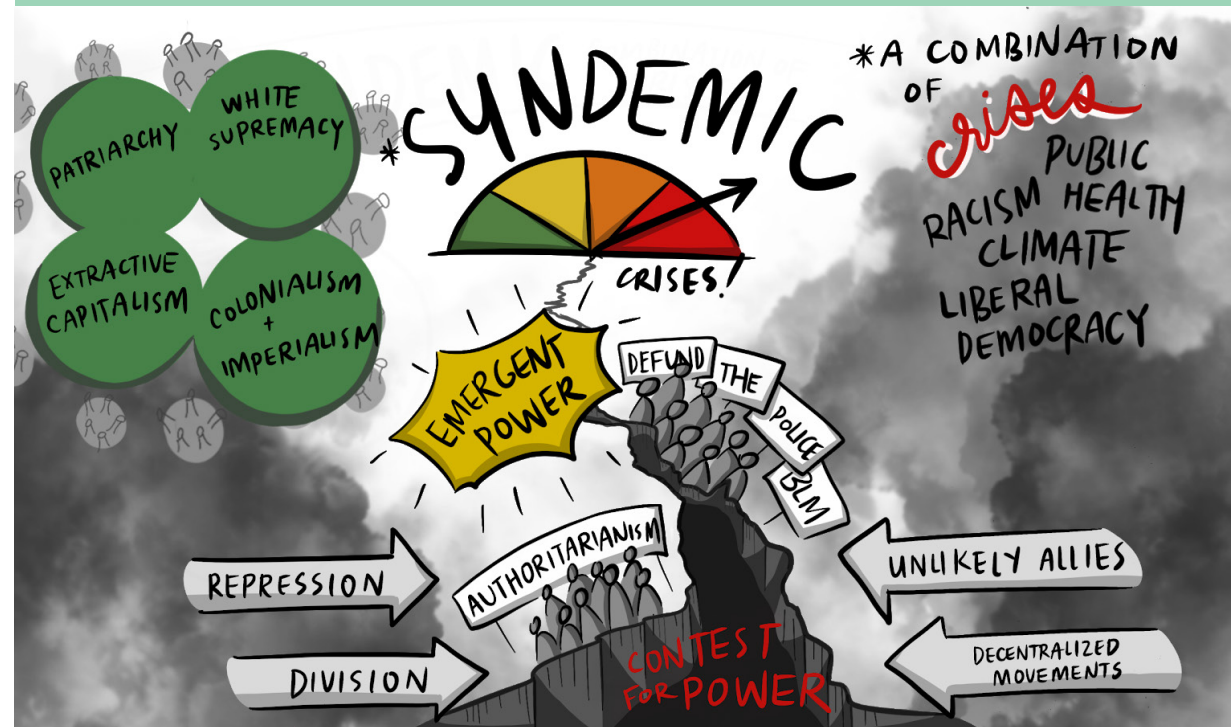 PATRIARCHY
WHITE
SUPREMACY
EXTRACTIVE
CAPITALISM
COLONIALISM
+
IMPERIALISM
*SYNDEMIC
CRISES!
*A COMBINATION
OF crises
PUBLIC
RACISM HEALTH
CLIMATE
LIBERAL
DEMOCRACY
EMERGENT
POWER
DEFUND
THE
POLICE
BLM
AUTHORITARIANISM
REPRESSION
DIVISION
UNLIKELY ALLIES
DECENTRALIZED
MOVEMENTS
CONTEST
FOR POWER